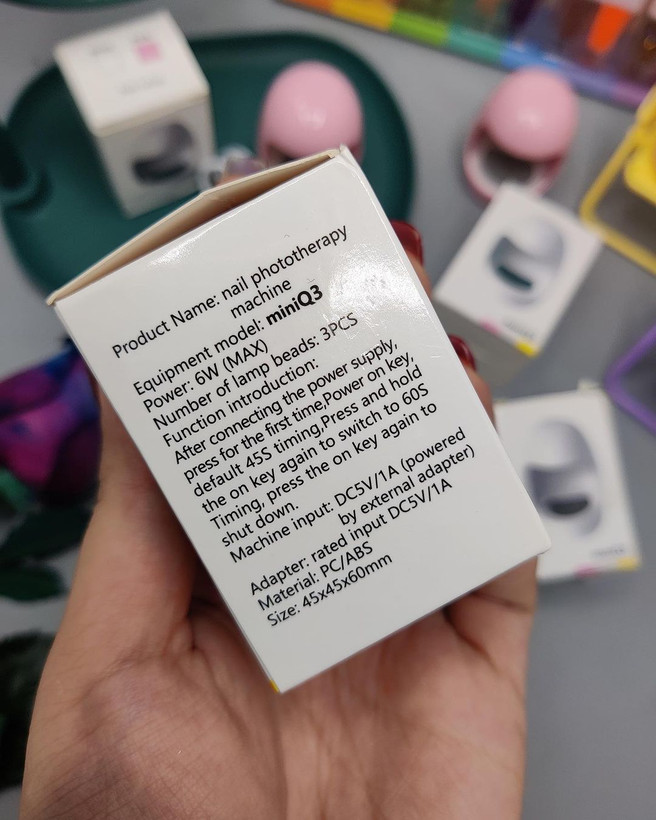 Product Name: nail phototherapy
machine
Equipment model: miniQ3
Power: 6W (MAX)
Number of lamp beads: 3PCS
Function introduction:
After connecting the power supply,
press for the first time,Power on key,
default 45S timing,Press and hold
the on key again to switch to 60S
Timing, press the on key again to
shut down.
Machine input: DC5V/1A (powered
by external adapter)
Adapter: rated input DC5V/1A
Material: PC/ABS
Size: 45x45x60mm